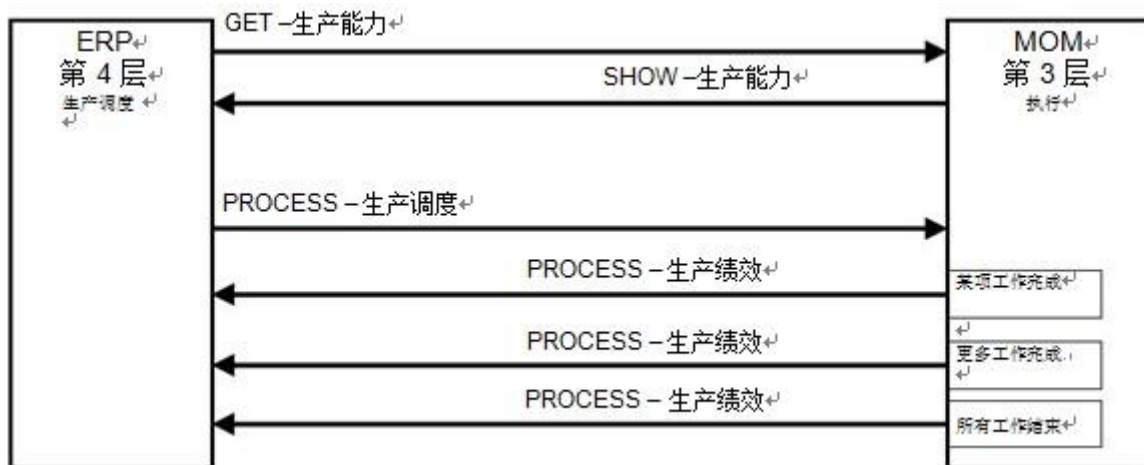 GET –生产能力
ERP
第 4 层
生产调度
MOM
第 3 层
执行
SHOW –生产能力
PROCESS – 生产调度
PROCESS – 生产绩效
某项工作完成
PROCESS – 生产绩效
更多工作完成
PROCESS – 生产绩效
所有工作结束